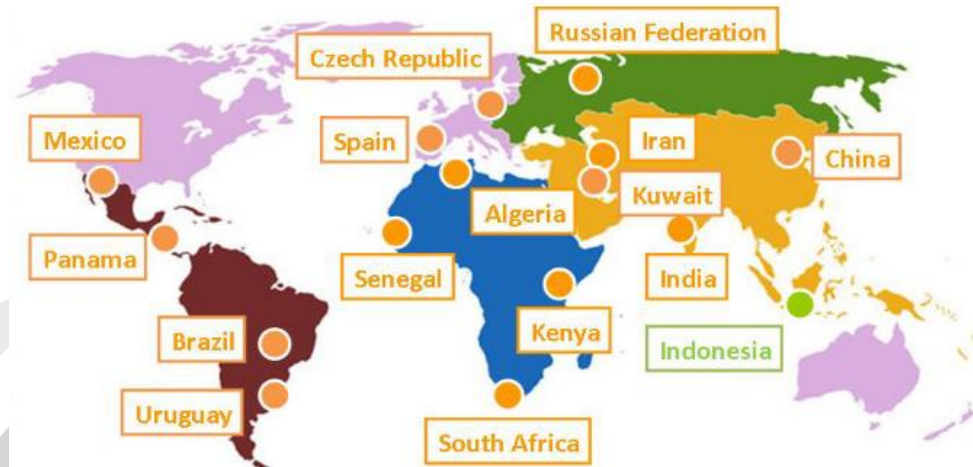 Russian Federation
Czech Republic
Mexico
Spain
Iran
China
Kuwait
Algeria
Panama
Senegal
India
Kenya
Brazil
Indonesia
Uruguay
South Africa